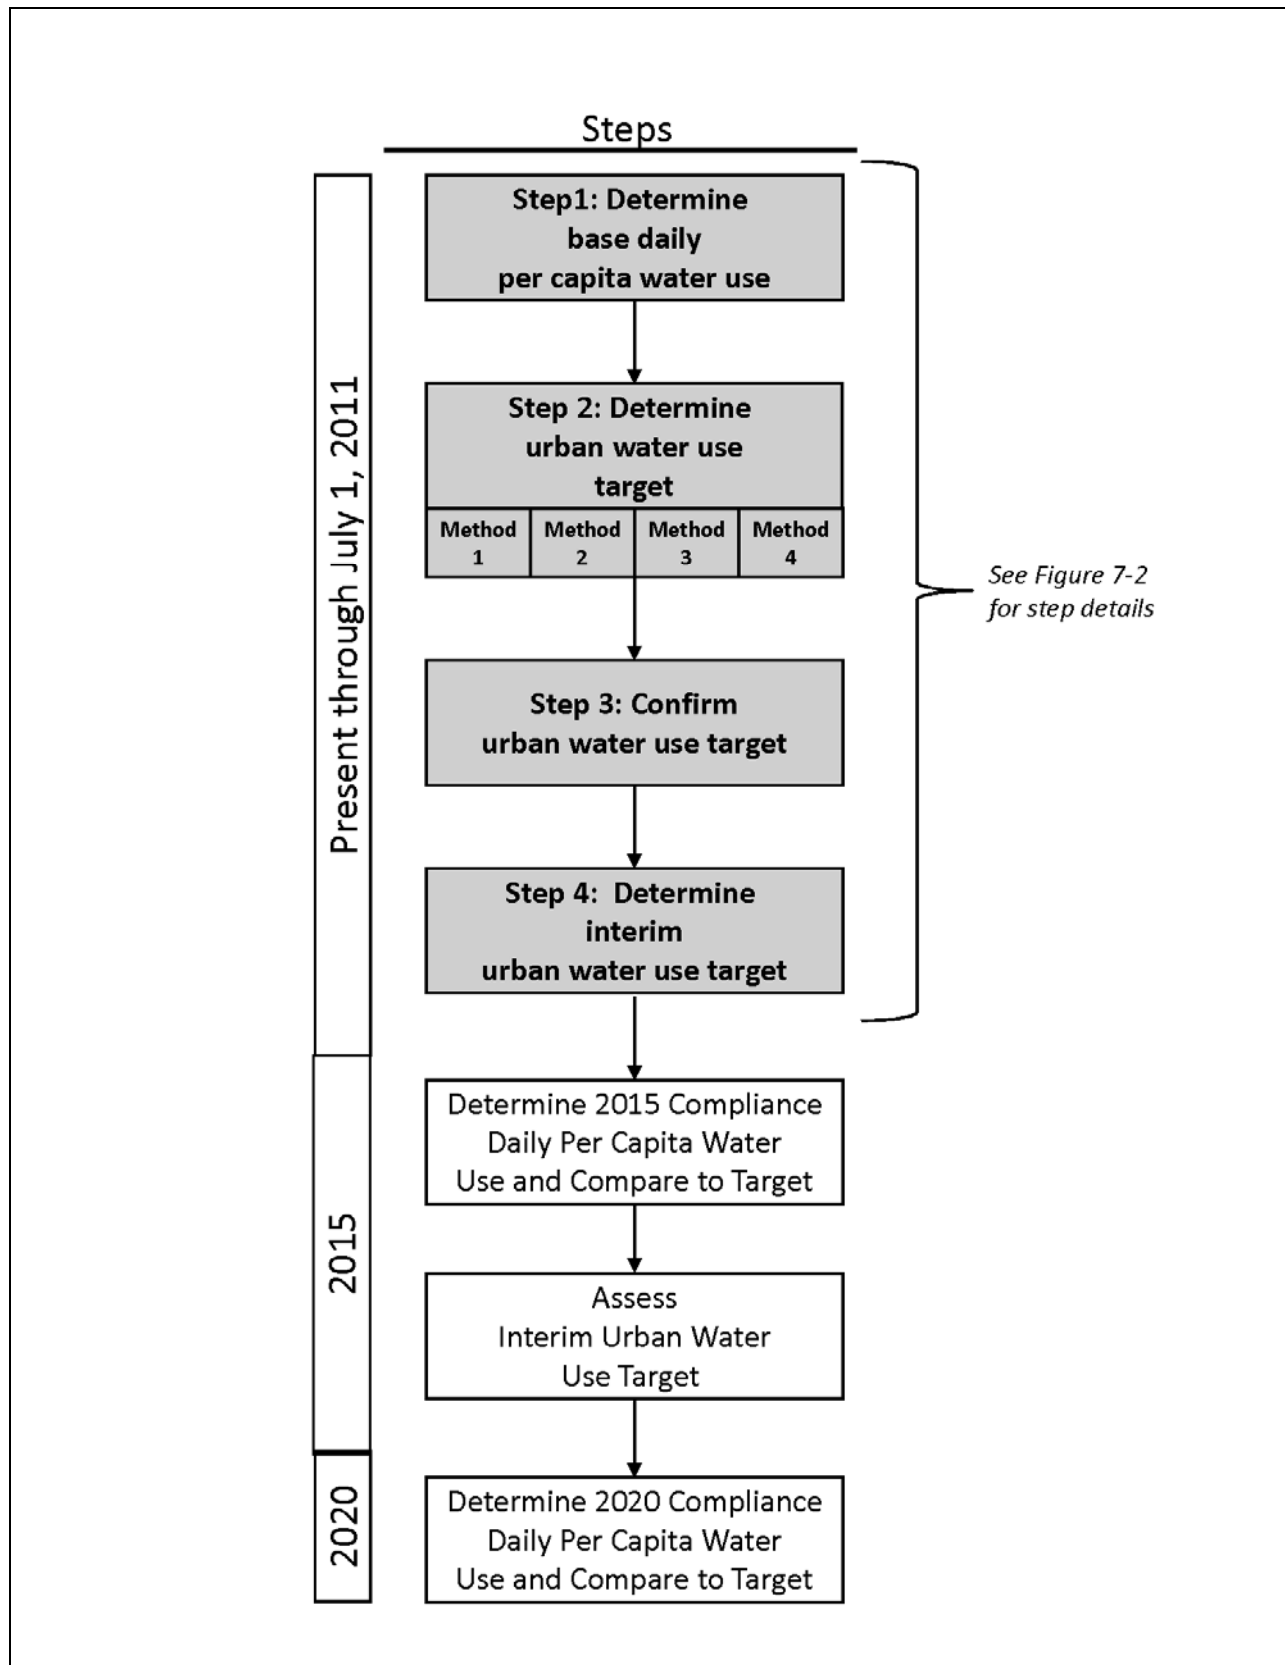 Steps
Present through July 1, 2011
Step1: Determine
base daily
per capita water use
Step 2: Determine
urban water use
target
Method
1
Method
2
Method
3
Method
4
See Figure 7-2
for step details
Step 3: Confirm
urban water use target
Step 4:  Determine
interim
urban water use target
2015
Determine 2015 Compliance
Daily Per Capita Water
Use and Compare to Target
Assess
Interim Urban Water
Use Target
2020
Determine 2020 Compliance
Daily Per Capita Water
Use and Compare to Target